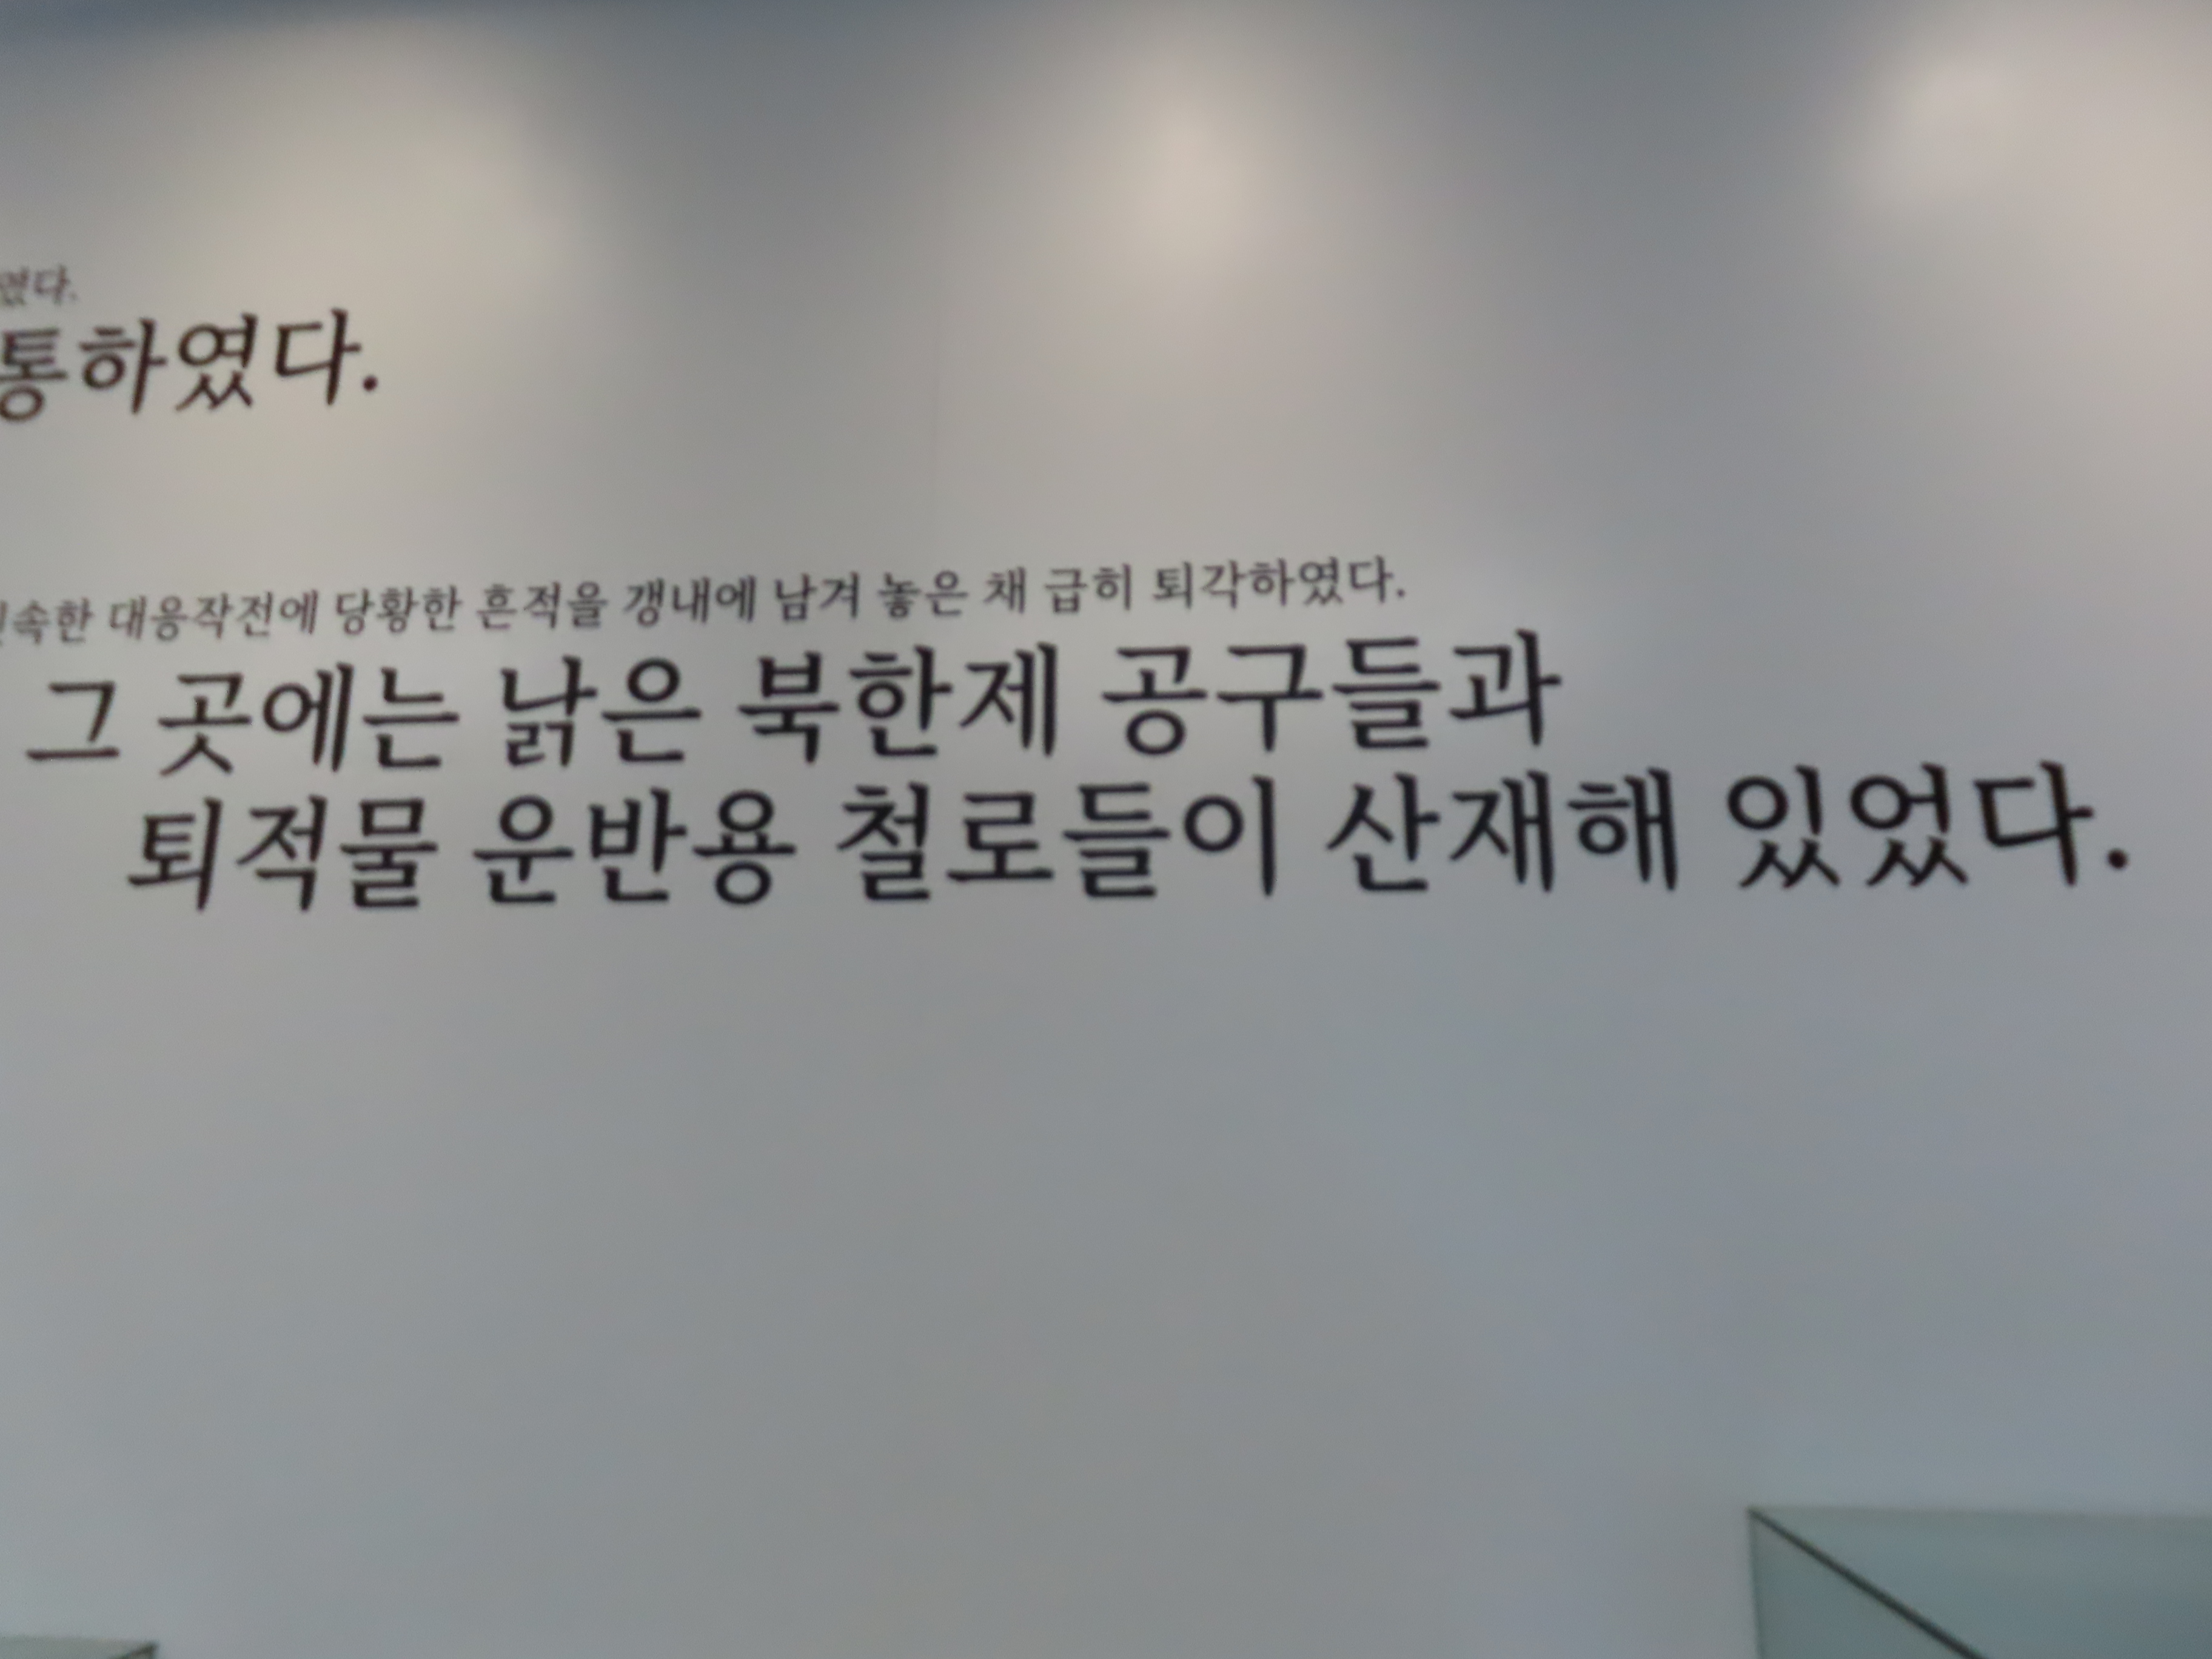 였다.
통하였다.
속한 대응작전에 당황한 흔적을 갱내에 남겨 놓은 채 급히 퇴각하였다.
그 곳에는 낡은 북한제 공구들과
퇴적물 운반용 철로들이 산재해 있었다.